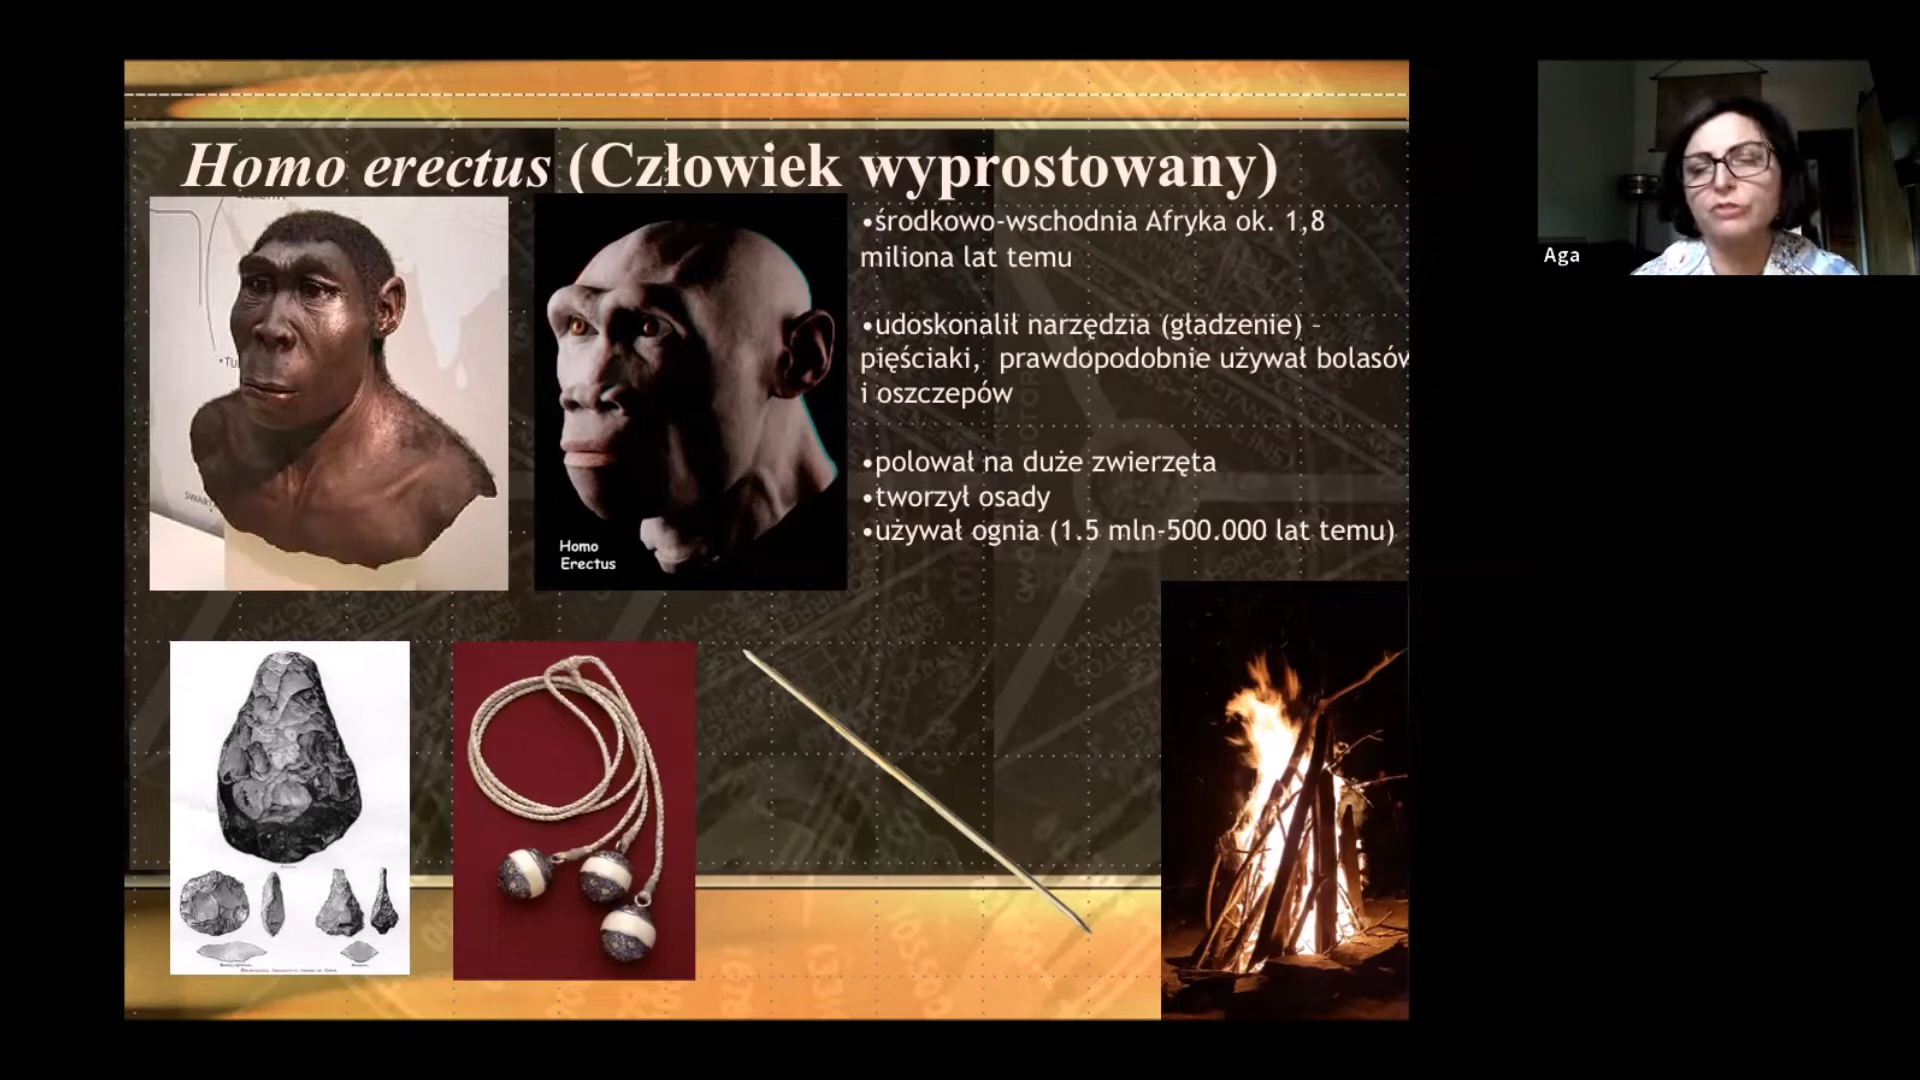 Homo erectus (Człowiek wyprostowany)
•środkowo-wschodnia Afryka ok. 1,8
miliona lat temu
•udoskonalił narzędzia (gładzenie) –
pięściaki, prawdopodobnie używał bolasów
i oszczepów
•polował na duże zwierzęta
•tworzył osady
•używał ognia (1.5 mln-500.000 lat temu)
Homo
Erectus
Aga